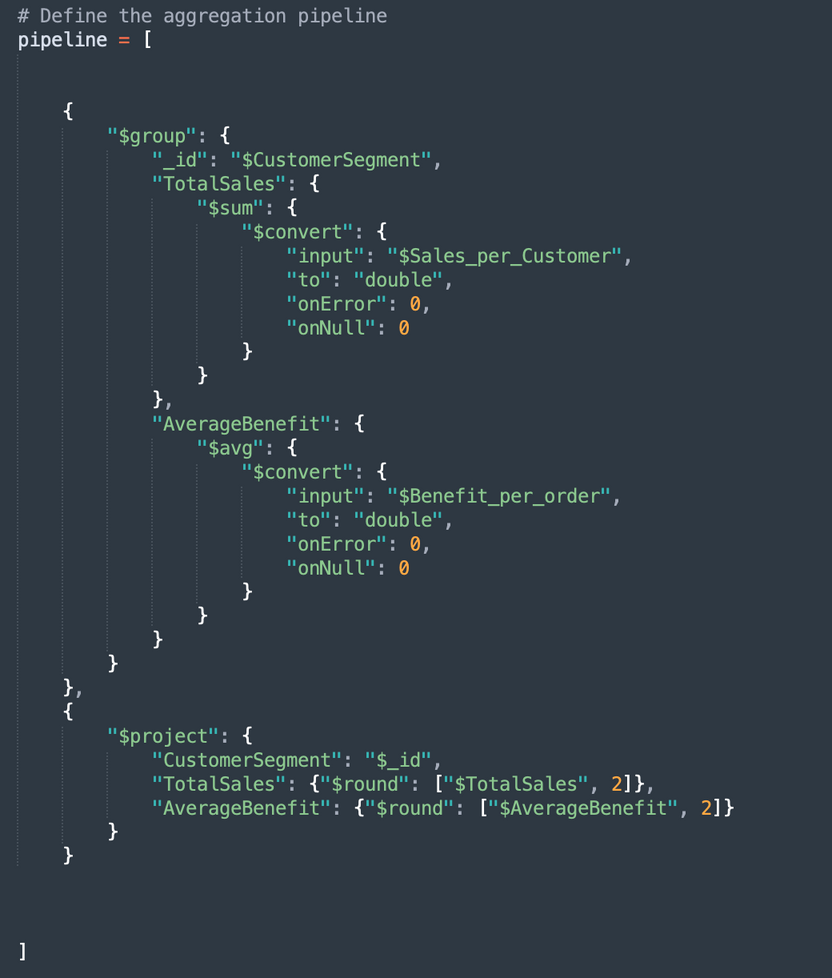 # Define the aggregation pipeline
pipeline = [
    {
        "$group": {
            "_id": "$CustomerSegment",
            "TotalSales": {
                "$sum": {
                    "$convert": {
                        "input": "$Sales_per_Customer",
                        "to": "double",
                        "onError": 0,
                        "onNull": 0
                    }
                }
            },
            "AverageBenefit": {
                "$avg": {
                    "$convert": {
                        "input": "$Benefit_per_order",
                        "to": "double",
                        "onError": 0,
                        "onNull": 0
                    }
                }
            }
        }
    },
    {
        "$project": {
            "CustomerSegment": "$_id",
            "TotalSales": {"$round": ["$TotalSales", 2]},
            "AverageBenefit": {"$round": ["$AverageBenefit", 2]}
        }
    }
]